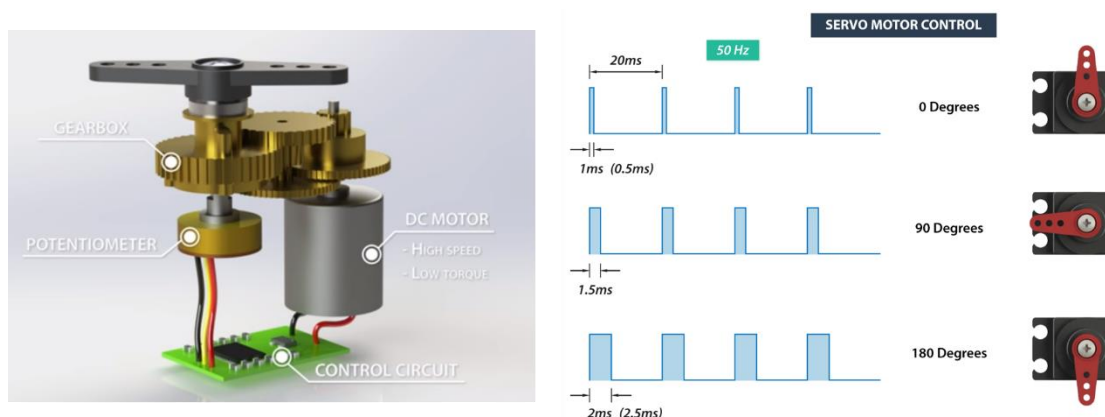 GEARBOX
POTENTIOMETER
DC MOTOR
- HIGH SPEED
- LOW TORQUE
CONTROL CIRCUIT
SERVO MOTOR CONTROL
50 Hz
20ms
0 Degrees
1ms (0.5ms)
90 Degrees
1.5ms
180 Degrees
2ms (2.5ms)